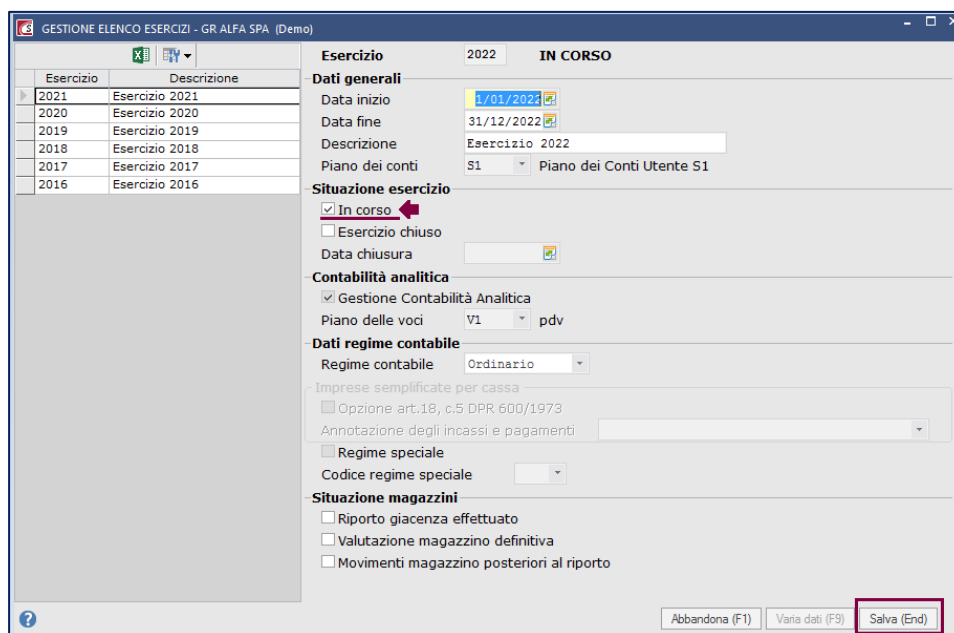 GESTIONE ELENCO ESERCIZI - GR ALFA SPA (Demo)
Esercizio Descrizione
2021 Esercizio 2021
2020 Esercizio 2020
2019 Esercizio 2019
2018 Esercizio 2018
2017 Esercizio 2017
2016 Esercizio 2016
Esercizio 2022 IN CORSO
Dati generali
Data inizio 1/01/2022
Data fine 31/12/2022
Descrizione Esercizio 2022
Piano dei conti S1 Piano dei Conti Utente S1
Situazione esercizio
In corso
Esercizio chiuso
Data chiusura
Contabilità analitica
Gestione Contabilità Analitica
Piano delle voci V1 pdv
Dati regime contabile
Regime contabile Ordinario
Imprese semplificate per cassa
Opzione art.18, c.5 DPR 600/1973
Annotazione degli incassi e pagamenti
Regime speciale
Codice regime speciale
Situazione magazzini
Riporto giacenza effettuato
Valutazione magazzino definitiva
Movimenti magazzino posteriori al riporto
Abbandona (F1) Varia dati (F9) Salva (End)